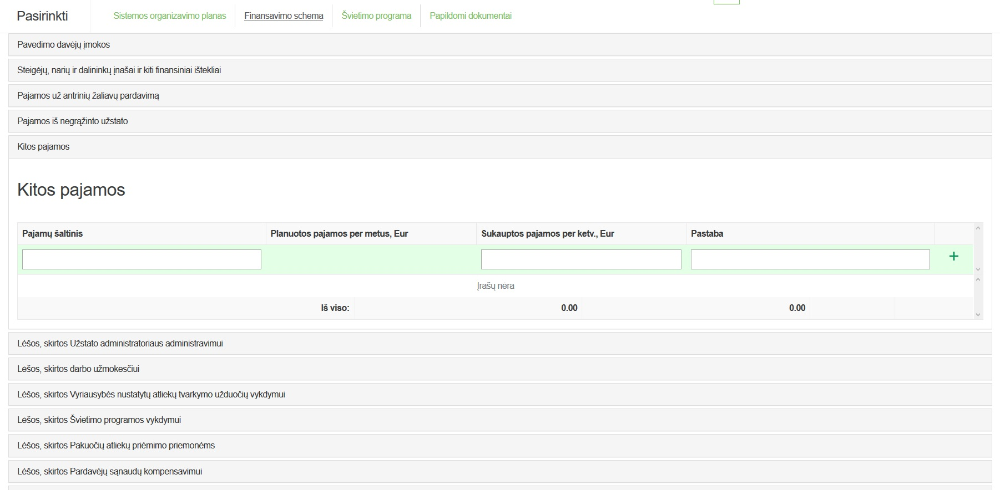 Pasirinkti
Sistemos organizavimo planas
Finansavimo schema
Švietimo programa
Papildomi dokumentai
Pavedimo davėjų įmokos
Steigėjų, narių ir dalininkų įnašai ir kiti finansiniai ištekliai
Pajamos už antrinių žaliavų pardavimą
Pajamos iš negrąžinto užstato
Kitos pajamos
Kitos pajamos
Pajamų šaltinis
Planuotos pajamos per metus, Eur
Sukauptos pajamos per ketv., Eur
Pastaba
Įrašų nėra
Iš viso:
0.00
0.00
Lėšos, skirtos Užstato administratoriaus administravimui
Lėšos, skirtos darbo užmokesčiui
Lėšos, skirtos Vyriausybės nustatytų atliekų tvarkymo užduočių vykdymui
Lėšos, skirtos Švietimo programos vykdymui
Lėšos, skirtos Pakuočių atliekų priėmimo priemonėms
Lėšos, skirtos Pardavėjų sąnaudų kompensavimui